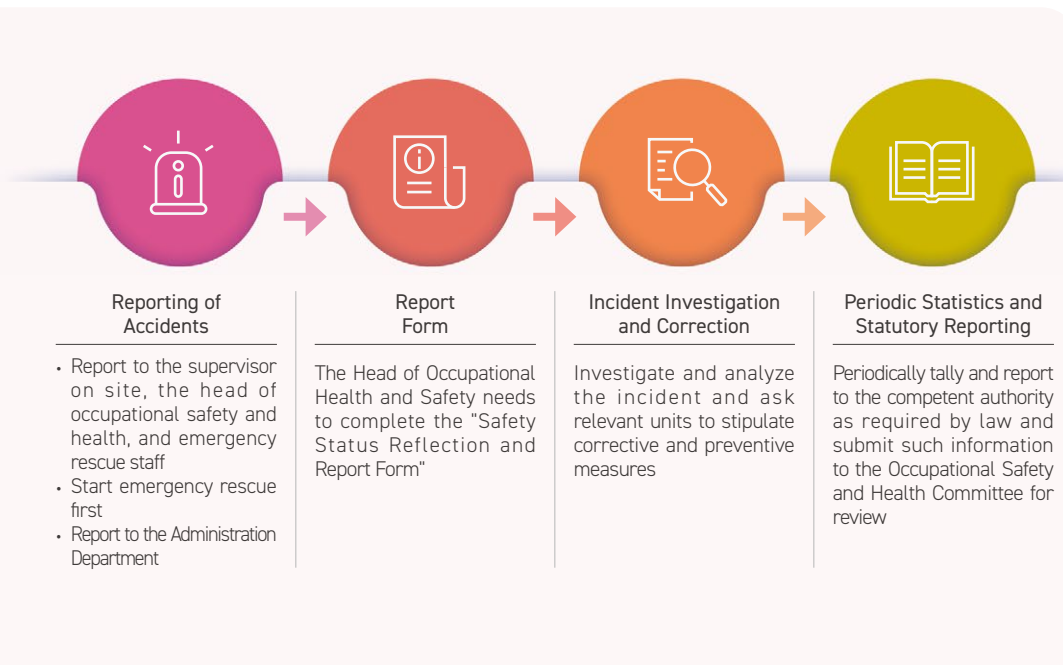 Reporting of
Accidents
• Report to the supervisor
on site, the head of
occupational safety and
health, and emergency
rescue staff
• Start emergency rescue
first
• Report to the Administration
Department
Report
Form
The Head of Occupational
Health and Safety needs
to complete the "Safety
Status Reflection and
Report Form"
Incident Investigation
and Correction
Investigate and analyze
the incident and ask
relevant units to stipulate
corrective and preventive
measures
Periodic Statistics and
Statutory Reporting
Periodically tally and report
to the competent authority
as required by law and
submit such information
to the Occupational Safety
and Health Committee for
review